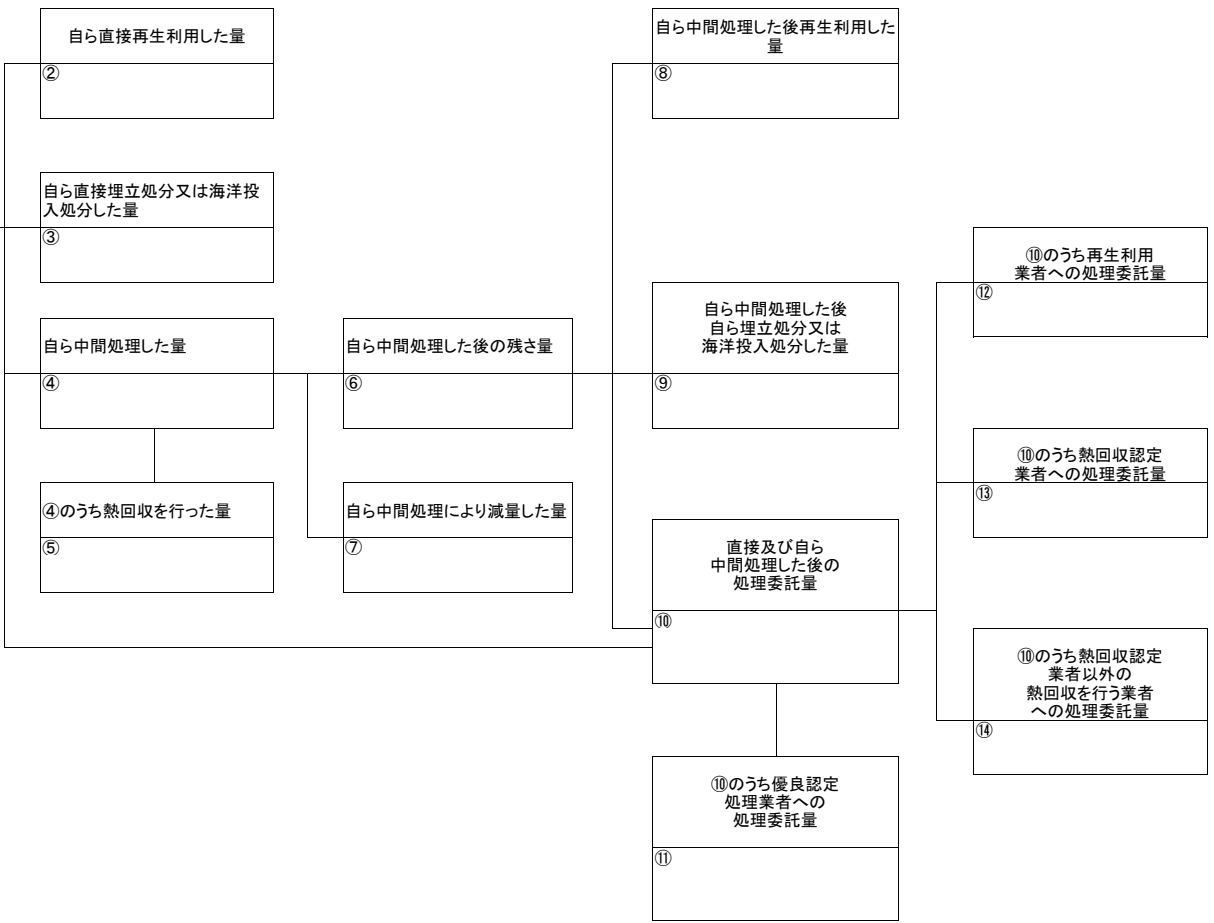 自ら直接再生利用した量
②
自ら直接埋立処分又は海洋投
入処分した量
③
自ら中間処理した量
④
④のうち熱回収を行った量
⑤
自ら中間処理した後の残さ量
⑥
自ら中間処理により減量した量
⑦
自ら中間処理した後再生利用した
量
⑧
自ら中間処理した後
自ら埋立処分又は
海洋投入処分した量
⑨
直接及び自ら
中間処理した後の
処理委託量
⑩
⑩のうち優良認定
処理業者への
処理委託量
⑪
⑩のうち再生利用
業者への処理委託量
⑫
⑩のうち熱回収認定
業者への処理委託量
⑬
⑩のうち熱回収認定
業者以外の
熱回収を行う業者
への処理委託量
⑭